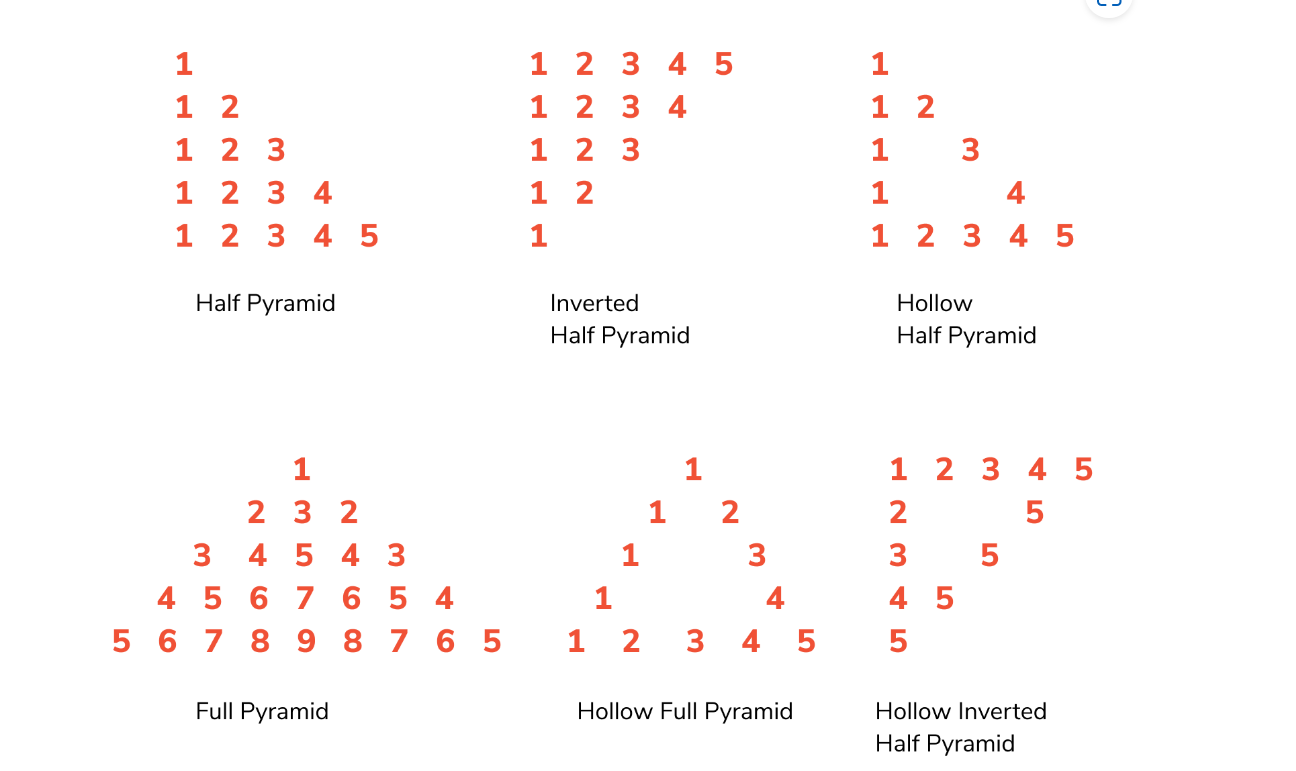 1
1 2
1 2 3
1 2 3 4
1 2 3 4 5
Half Pyramid
1 2 3 4 5
1 2 3 4
1 2 3
1 2
1
Inverted
Half Pyramid
1
1 2
1 3
1 4
1 2 3 4 5
Hollow
Half Pyramid
1
2 3 2
3 4 5 4 3
4 5 6 7 6 5 4
5 6 7 8 9 8 7 6 5
Full Pyramid
1
1 2
1 3
1 4
1 2 3 4 5
Hollow Full Pyramid
1 2 3 4 5
2 5
3 5
4 5
5
Hollow Inverted
Half Pyramid